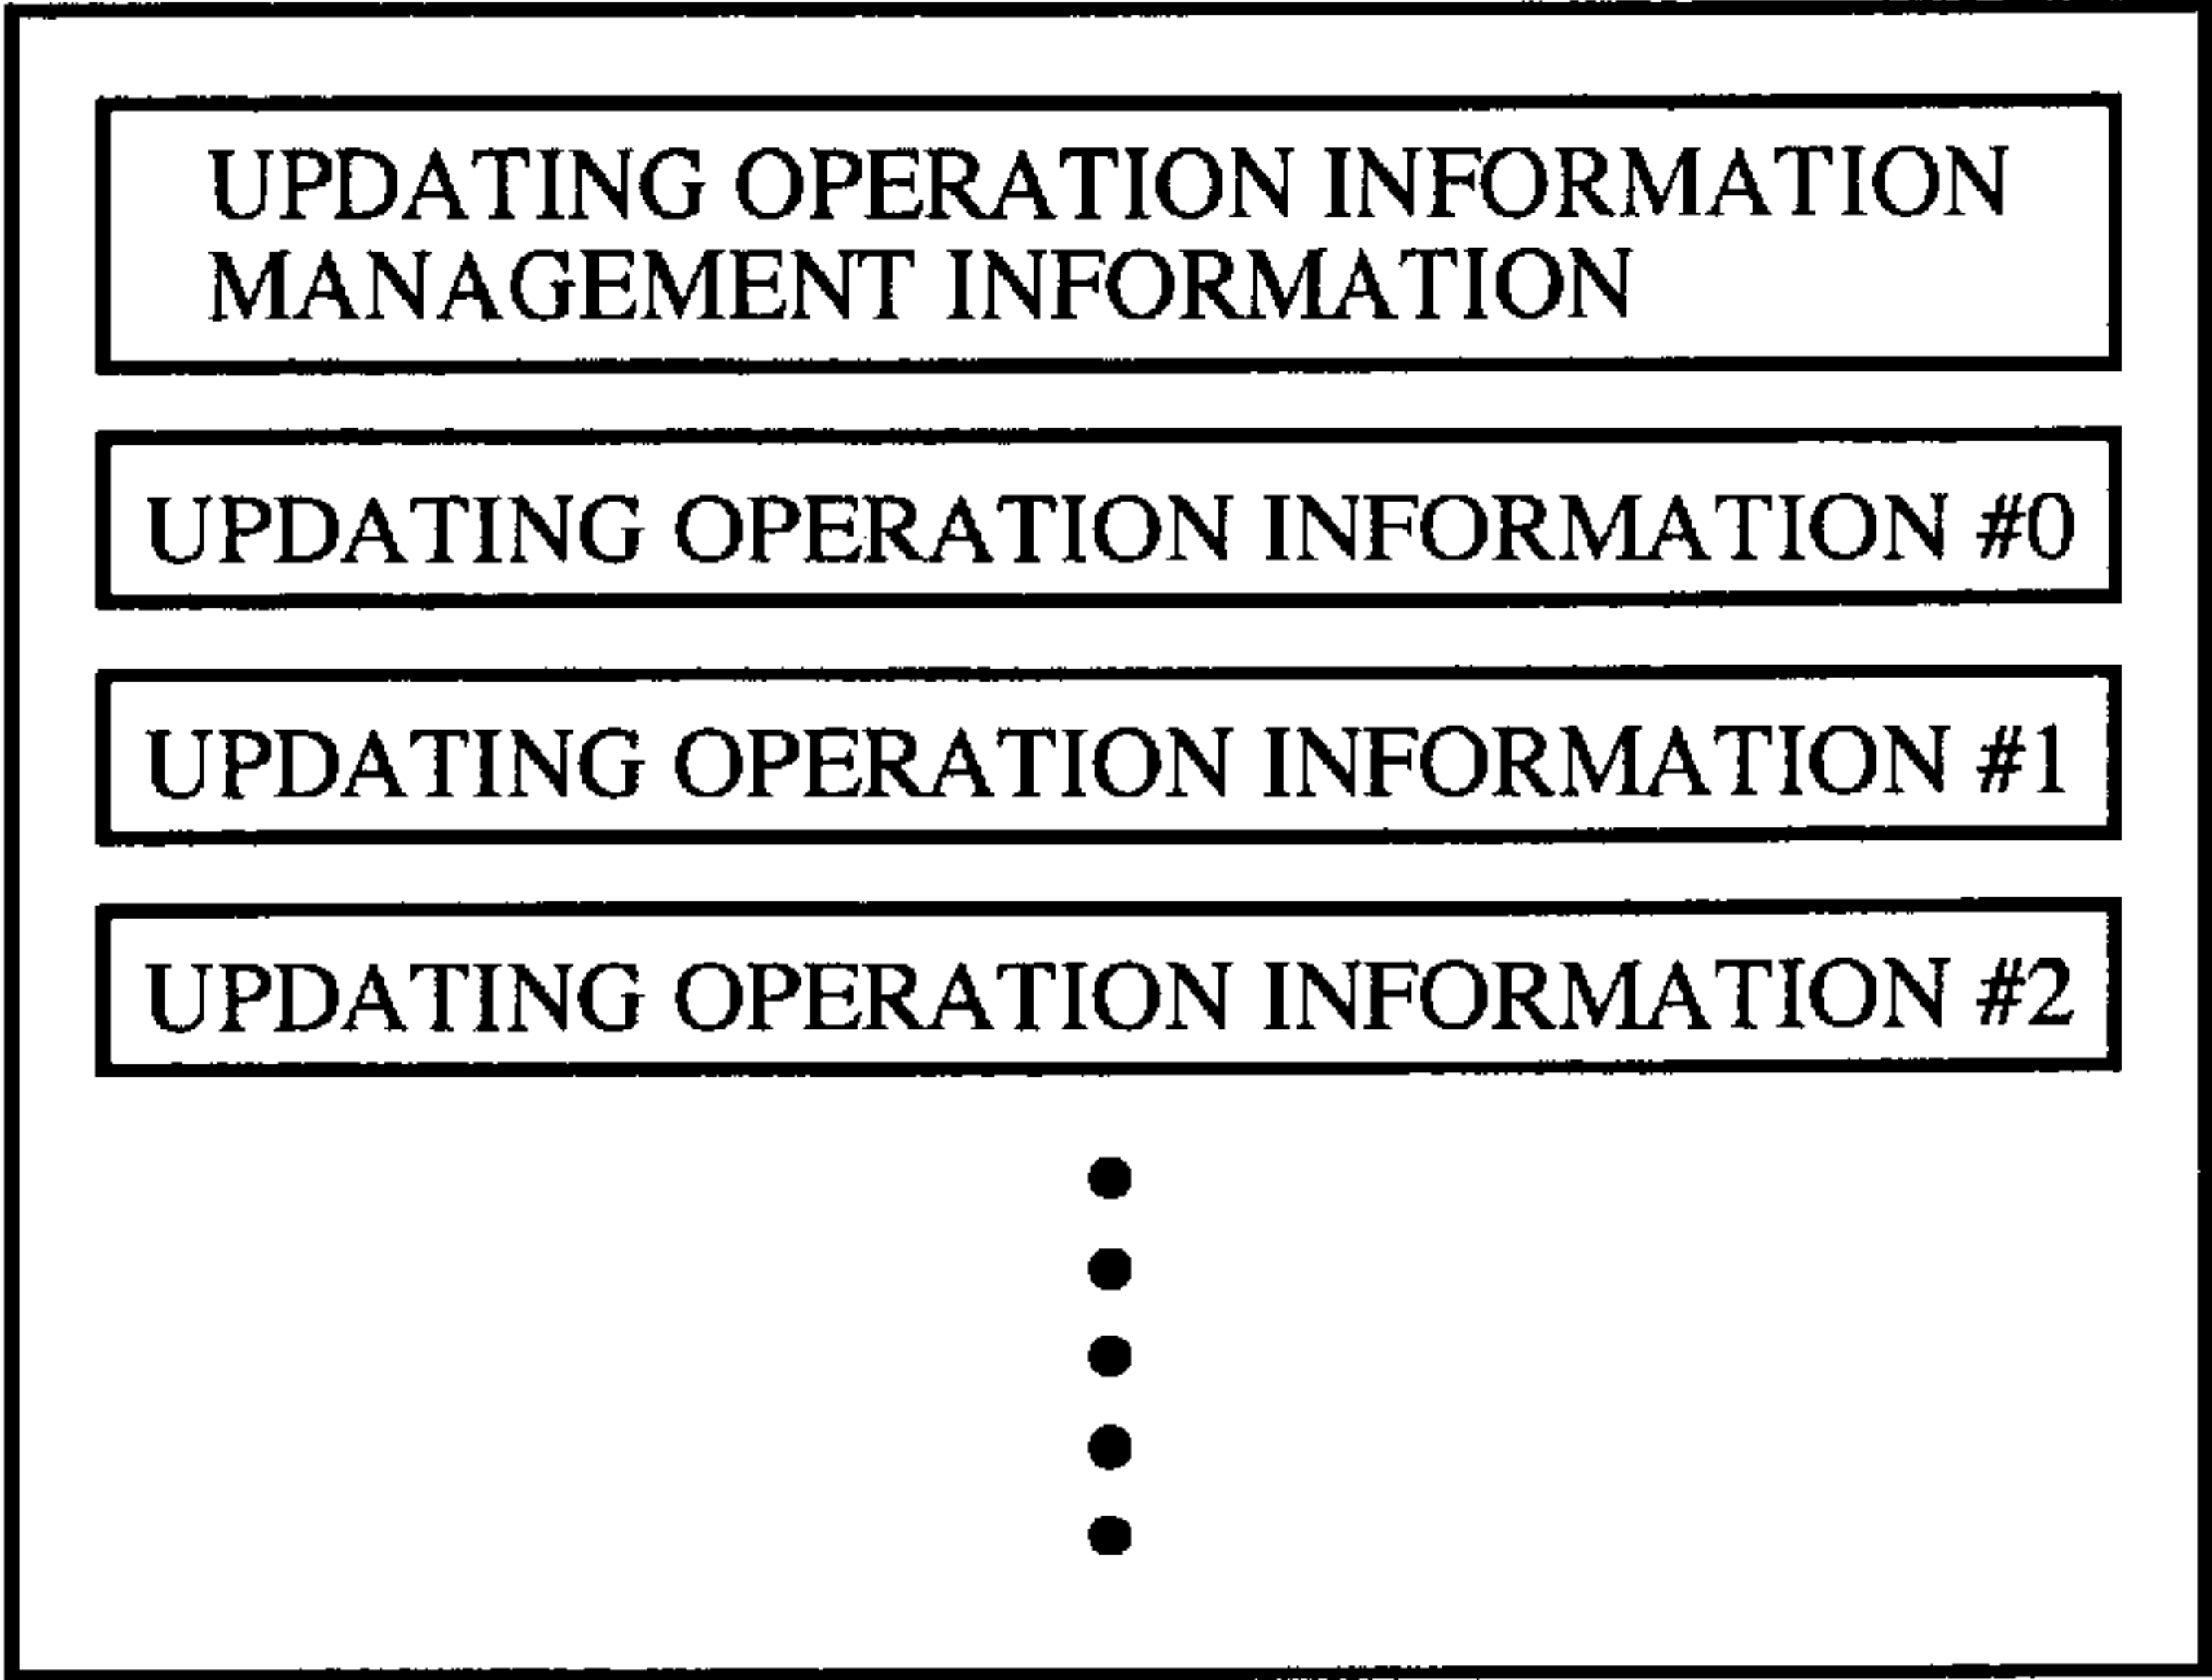 UPDATING OPERATION INFORMATION
MANAGEMENT INFORMATION
UPDATING OPERATION INFORMATION #0
UPDATING OPERATION INFORMATION #1
UPDATING OPERATION INFORMATION #2